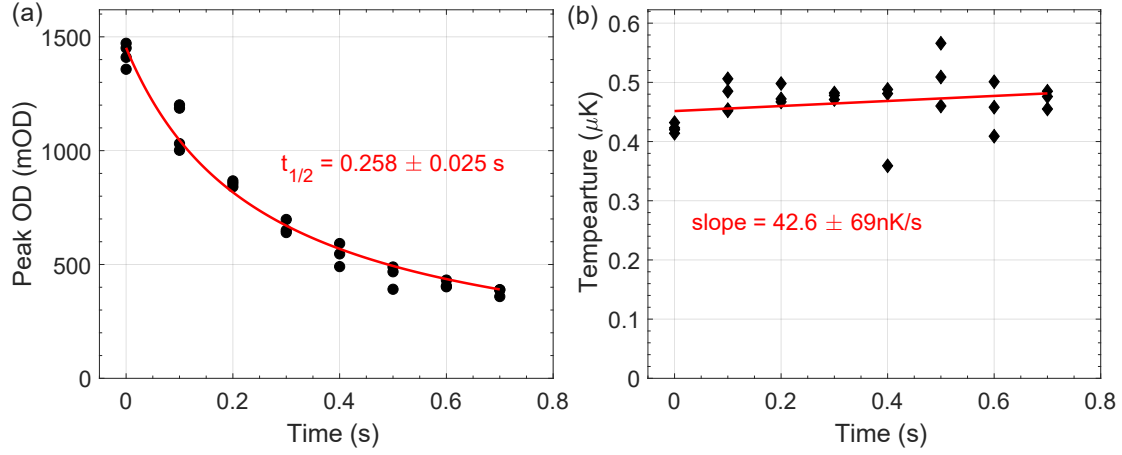 (a)
1500
1000
500
0
Peak OD (mOD)
t1/2 = 0.258 ± 0.025 s
0 0.2 0.4 0.6 0.8
Time (s)
(b)
0.6
0.5
0.4
0.3
0.2
0.1
0
Tempearture (μK)
slope = 42.6 ± 69nK/s
0 0.2 0.4 0.6 0.8
Time (s)